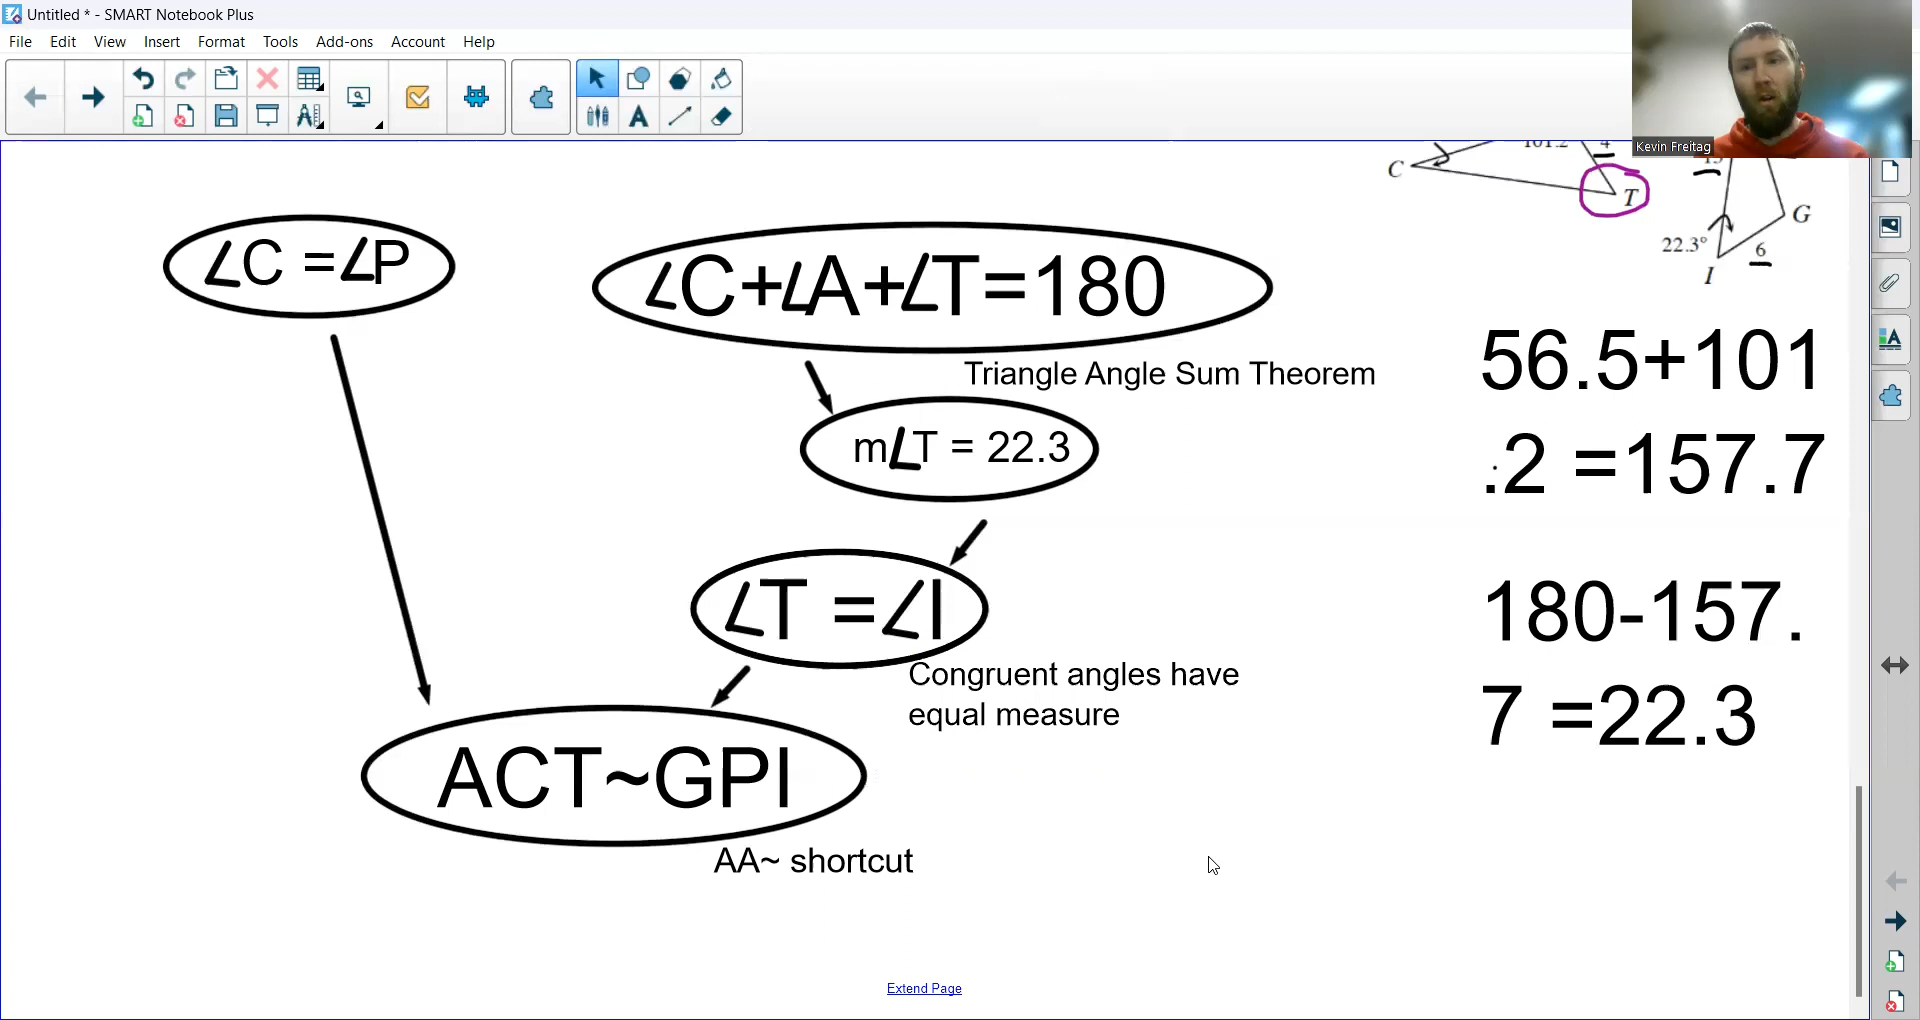 Untitled * - SMART Notebook Plus
File Edit View Insert Format Tools Add-ons Account Help
Kevin Freitag
C
T
G
22.3°
6
I
∠C =∠P
∠C+∠A+∠T=180
Triangle Angle Sum Theorem
m∠T = 22.3
∠T =∠I
Congruent angles have
equal measure
ACT~GPI
AA~ shortcut
56.5+101
.2 =157.7
180-157.
7 =22.3
Extend Page